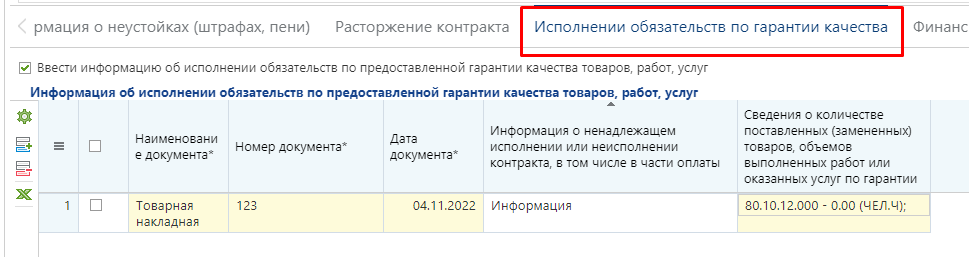 рмация о неустойках (штрафах, пени) Расторжение контракта Исполнении обязательств по гарантии качества Финанс
Ввести информацию об исполнении обязательств по предоставленной гарантии качества товаров, работ, услуг
Информация об исполнении обязательств по предоставленной гарантии качества товаров, работ, услуг
Наименовани
е документа*
Номер документа*
Дата
документа*
Информация о ненадлежащем
исполнении или неисполнении
контракта, в том числе в части оплаты
Сведения о количестве
поставленных (замененных)
товаров, объемов
выполненных работ или
оказанных услуг по гарантии
1
Товарная
накладная
123
04.11.2022
Информация
80.10.12.000 - 0.00 (ЧЕЛ.Ч);